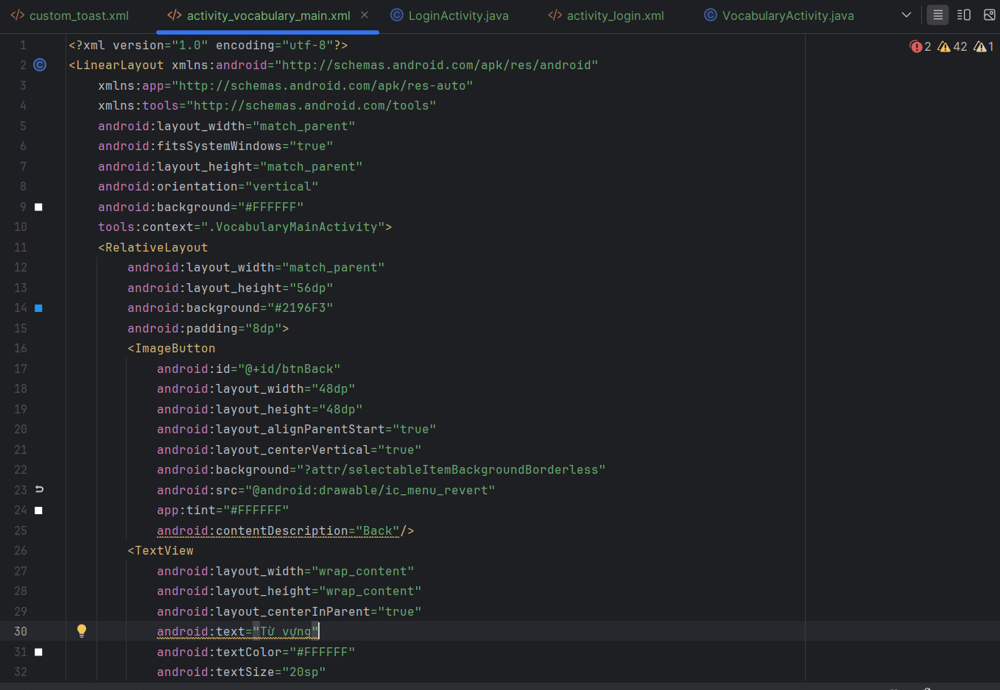 custom_toast.xml activity_vocabulary_main.xml LoginActivity.java activity_login.xml VocabularyActivity.java
2 42 1
1 <?xml version="1.0" encoding="utf-8"?>
2 <LinearLayout xmlns:android="http://schemas.android.com/apk/res/android"
3 xmlns:app="http://schemas.android.com/apk/res-auto"
4 xmlns:tools="http://schemas.android.com/tools"
5 android:layout_width="match_parent"
6 android:fitsSystemWindows="true"
7 android:layout_height="match_parent"
8 android:orientation="vertical"
9 android:background="#FFFFFF"
10 tools:context=".VocabularyMainActivity">
11 <RelativeLayout
12 android:layout_width="match_parent"
13 android:layout_height="56dp"
14 android:background="#2196F3"
15 android:padding="8dp">
16 <ImageButton
17 android:id="@+id/btnBack"
18 android:layout_width="48dp"
19 android:layout_height="48dp"
20 android:layout_alignParentStart="true"
21 android:layout_centerVertical="true"
22 android:background="?attr/selectableItemBackgroundBorderless"
23 android:src="@android:drawable/ic_menu_revert"
24 app:tint="#FFFFFF"
25 android:contentDescription="Back"/>
26 <TextView
27 android:layout_width="wrap_content"
28 android:layout_height="wrap_content"
29 android:layout_centerInParent="true"
30 android:text="Từ vựng"
31 android:textColor="#FFFFFF"
32 android:textSize="20sp"